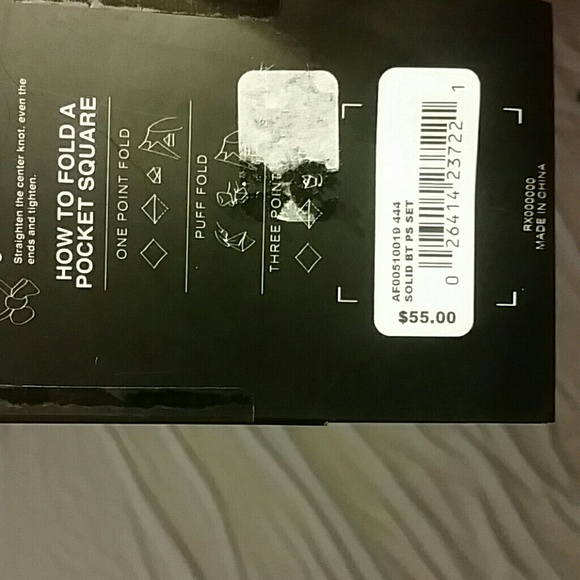 Straighten the center knot, even the
ends and tighten.
HOW TO FOLD A
POCKET SQUARE
ONE POINT FOLD
PUFF FOLD
THREE POINT
AF00510019 444
SOLID BT PS SET
0 26414 23722 1
$55.00
RX000000
MADE IN CHINA